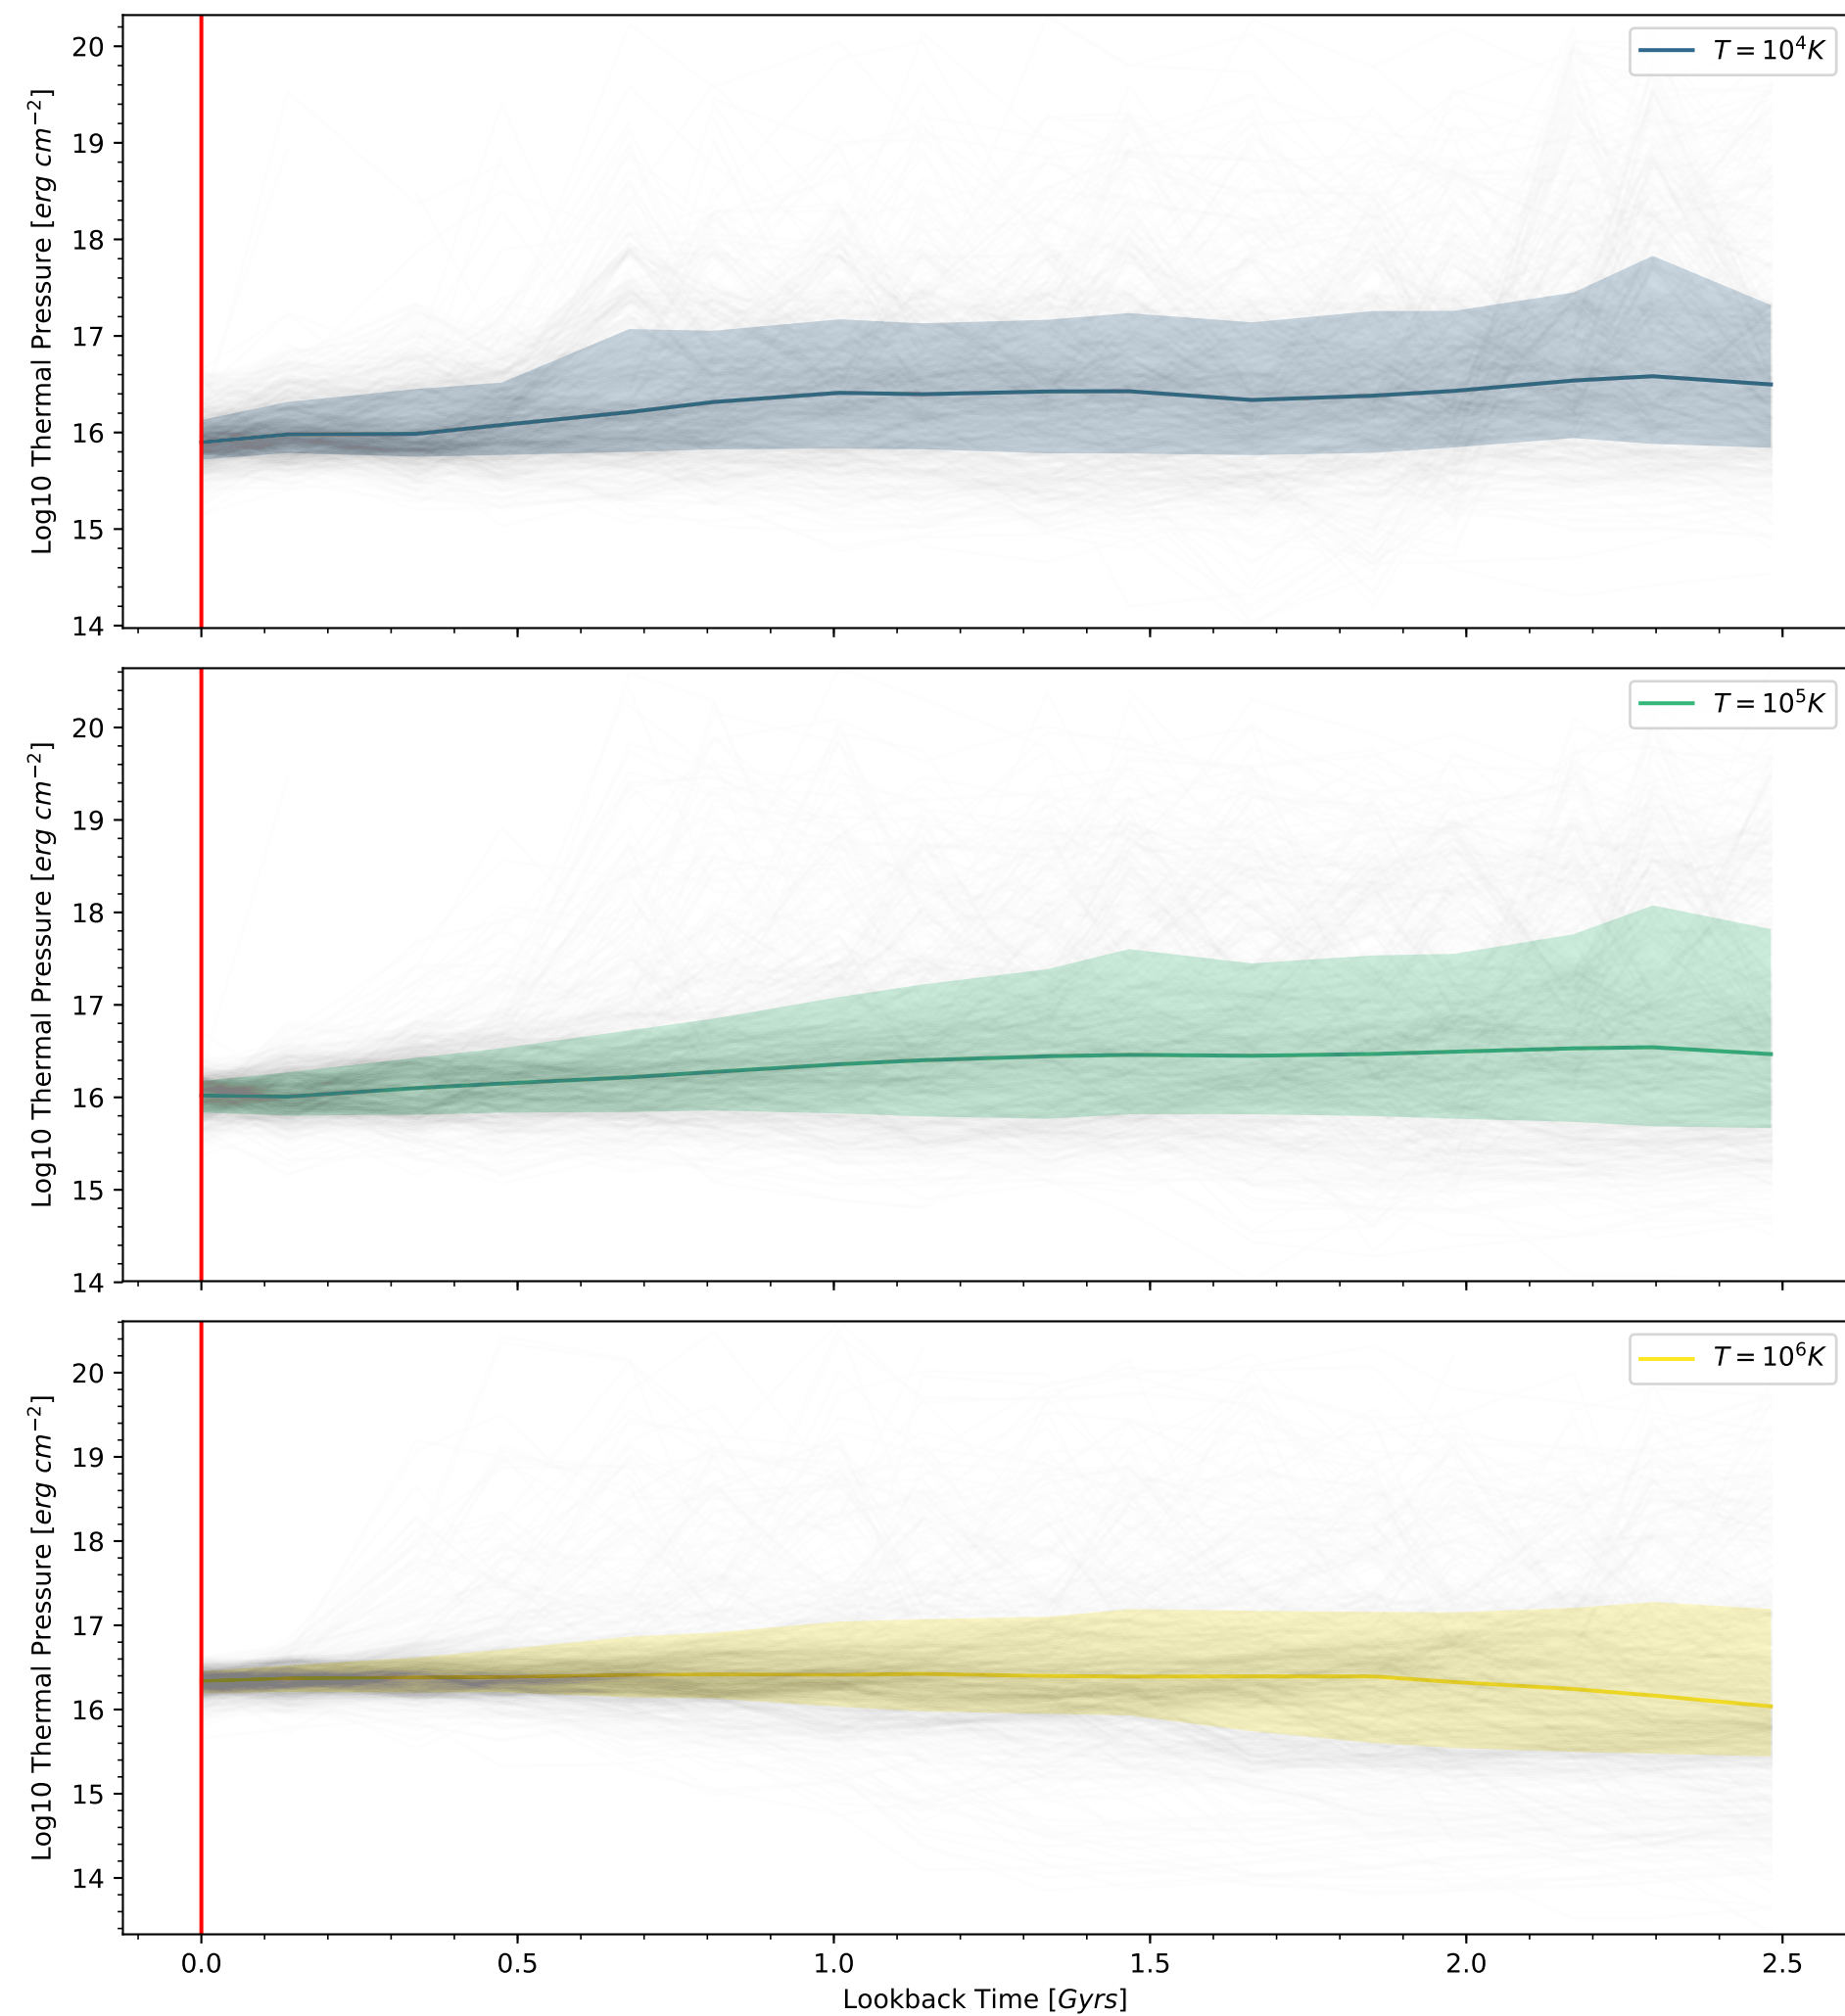 T = 10⁴K
Log10 Thermal Pressure [erg cm⁻²]
20
19
18
17
16
15
14
T = 10⁵K
Log10 Thermal Pressure [erg cm⁻²]
20
19
18
17
16
15
14
T = 10⁶K
Log10 Thermal Pressure [erg cm⁻²]
20
19
18
17
16
15
14
0.0 0.5 1.0 1.5 2.0 2.5
Lookback Time [Gyrs]